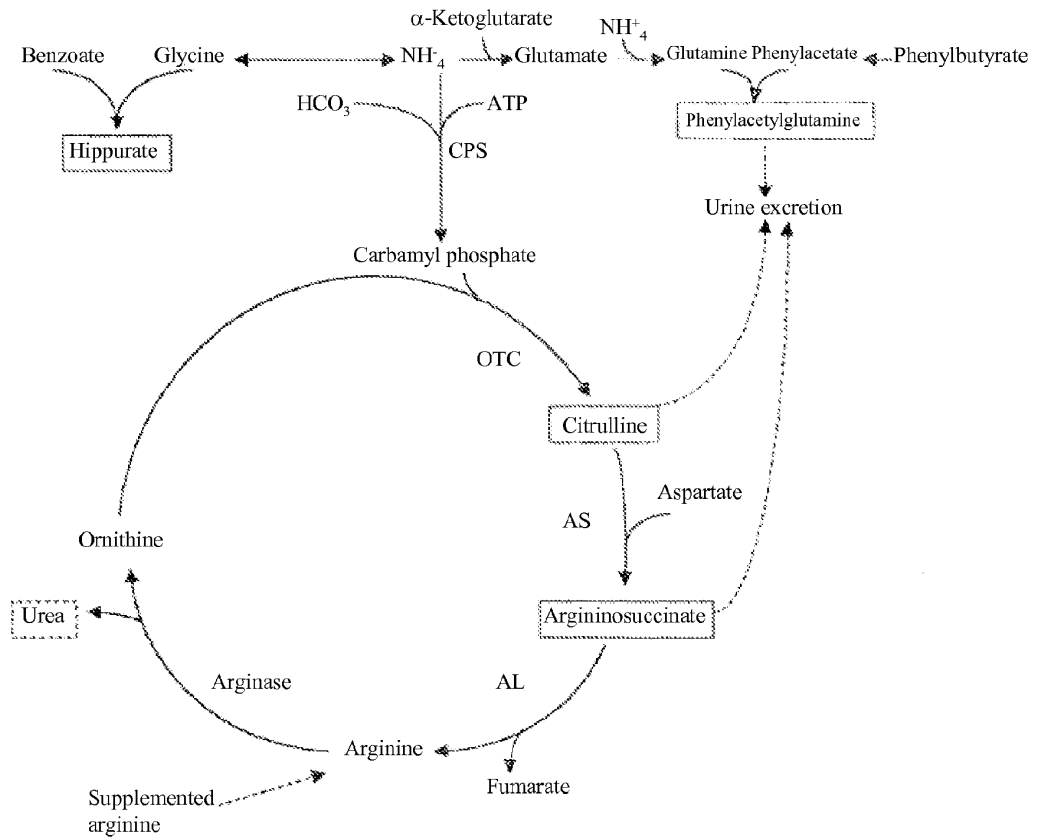 α-Ketoglutarate
NH+4
Benzoate Glycine NH-4 Glutamate Glutamine Phenylacetate Phenylbutyrate
HCO3 ATP
Phenylacetylglutamine
Hippurate CPS
Urine excretion
Carbamyl phosphate
OTC
Citrulline
Aspartate
AS
Ornithine
Urea Argininosuccinate
Arginase AL
Arginine
Fumarate
Supplemented
arginine